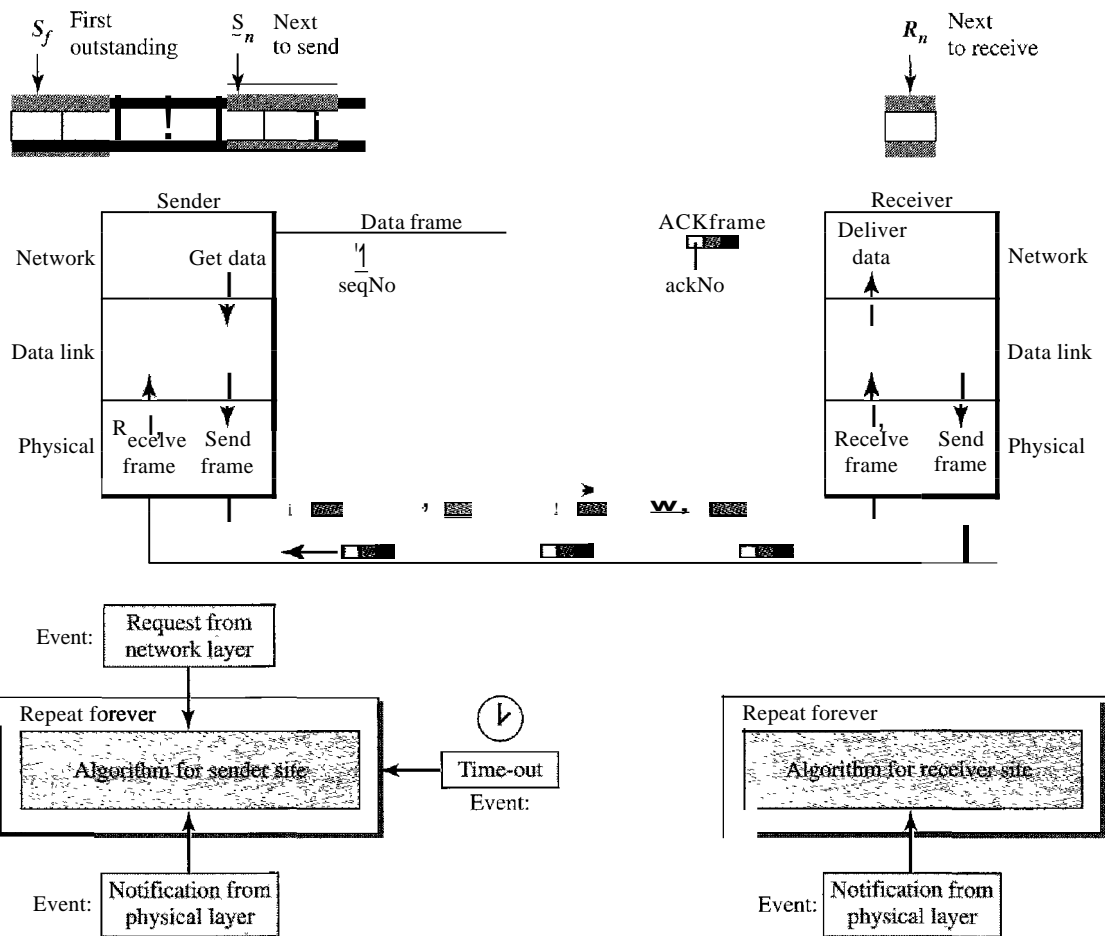 Sf First outstanding
Sn Next to send
Rn Next to receive
Sender
Receiver
Data frame
ACKframe
seqNo
ackNo
Network
Get data
Deliver data
Network
Data link
Data link
Physical
Receive frame
Send frame
ReceIve frame
Send frame
Physical
Event:
Request from
network layer
Repeat forever
Algorithm for sender site
Time-out
Event:
Repeat forever
Algorithm for receiver site
Event:
Notification from
physical layer
Event:
Notification from
physical layer